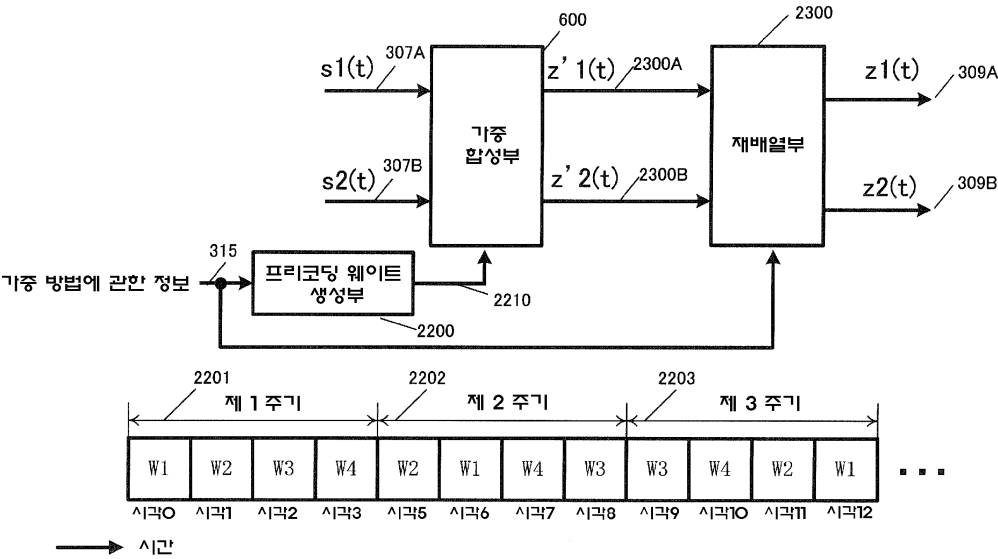 600
2300
s1(t)
307A
z'1(t)
2300A
z1(t)
309A
가중
합성부
재배열부
s2(t)
307B
z'2(t)
2300B
z2(t)
309B
가중 방법에 관한 정보
315
프리코딩 웨이트
생성부
2210
2200
2201
제 1 주기
2202
제 2 주기
2203
제 3 주기
W1 W2 W3 W4 W2 W1 W4 W3 W3 W4 W2 W1 ...
시각0 시각1 시각2 시각3 시각5 시각6 시각7 시각8 시각9 시각10 시각11 시각12
시간